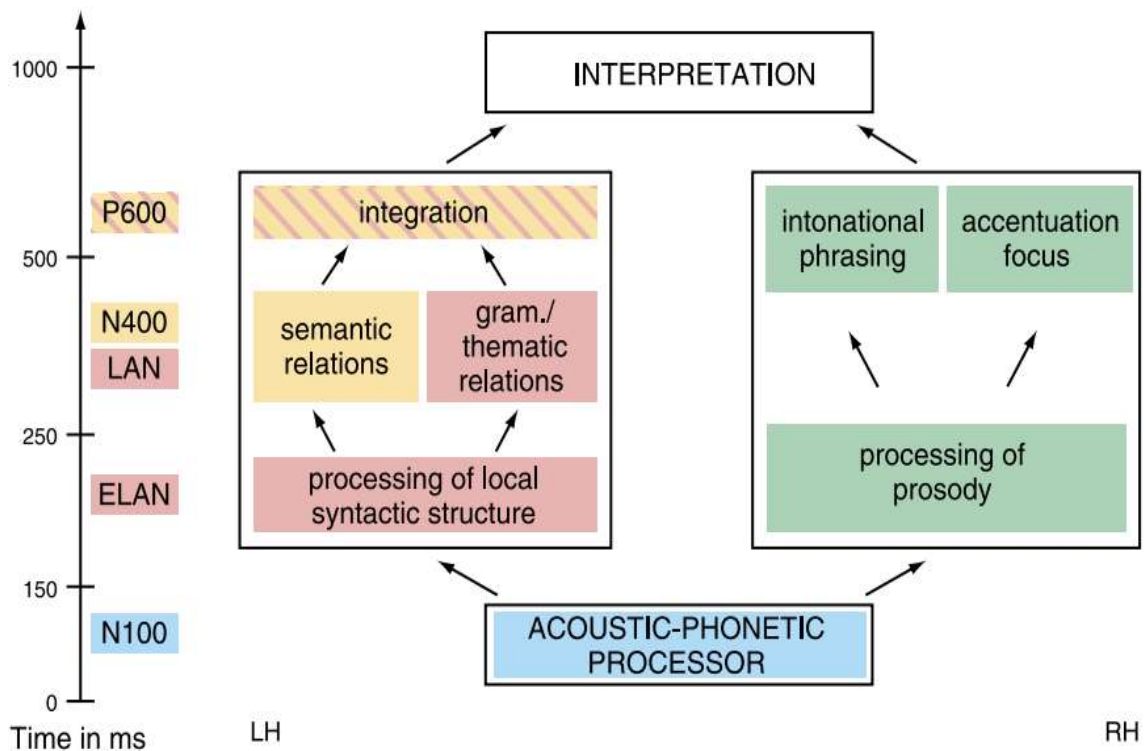 1000
INTERPRETATION
P600
integration
intonational
phrasing
accentuation
focus
500
N400
LAN
semantic
relations
gram./
thematic
relations
250
ELAN
processing of local
syntactic structure
processing of
prosody
150
N100
ACOUSTIC-PHONETIC
PROCESSOR
0
Time in ms
LH
RH